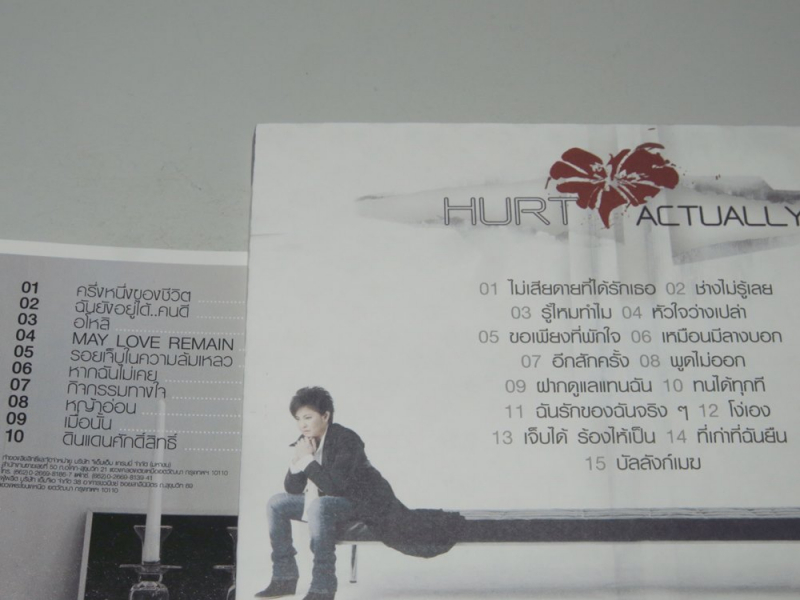 HURT ACTUALLY
01 ไม่เสียดายที่ได้รักเธอ 02 ช่างไม่รู้เลย
03 รู้ไหมทำไม 04 หัวใจว่างเปล่า
05 ขอเพียงที่พักใจ 06 เหมือนมีลางบอก
07 อีกสักครั้ง 08 พูดไม่ออก
09 ฝากดูแลแทนฉัน 10 ทนได้ทุกที
11 ฉันรักของฉันจริง ๆ 12 โง่เอง
13 เจ็บได้ ร้องไห้เป็น 14 ที่เก่าที่ฉันยืน
15 บัลลังก์เมฆ
01 ครึ่งหนึ่งของชีวิต
02 ฉันยังอยู่ได้..คนดี
03 อโหสิ
04 MAY LOVE REMAIN
05 รอยเจ็บในความล้มเหลว
06 หากฉันไม่เคย
07 กิจกรรมทางใจ
08 หญ้าอ่อน
09 เมื่อนั้น
10 ดินแดนศักดิ์สิทธิ์